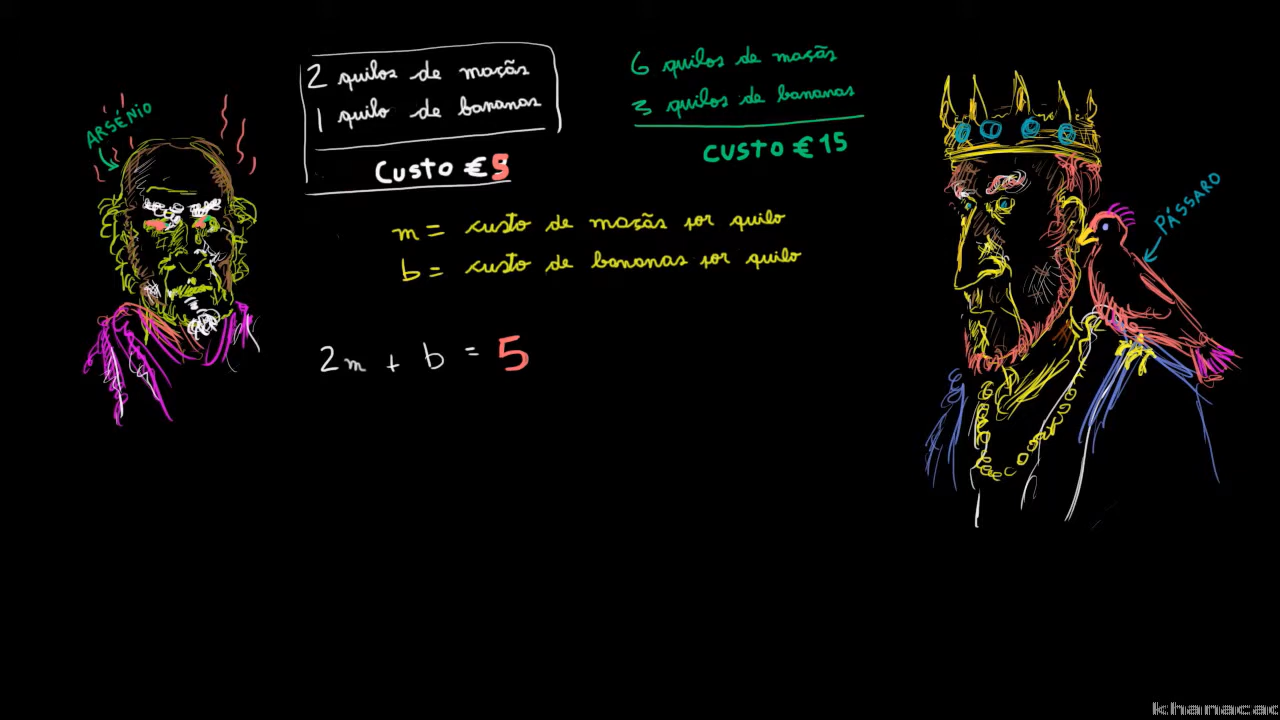 ARSÉNIO
2 quilos de maçãs
1 quilo de bananas
CUSTO € 5
6 quilos de maçãs
3 quilos de bananas
CUSTO € 15
m = custo de maçãs por quilo
b = custo de bananas por quilo
PÁSSARO
2m + b = 5
khanacac